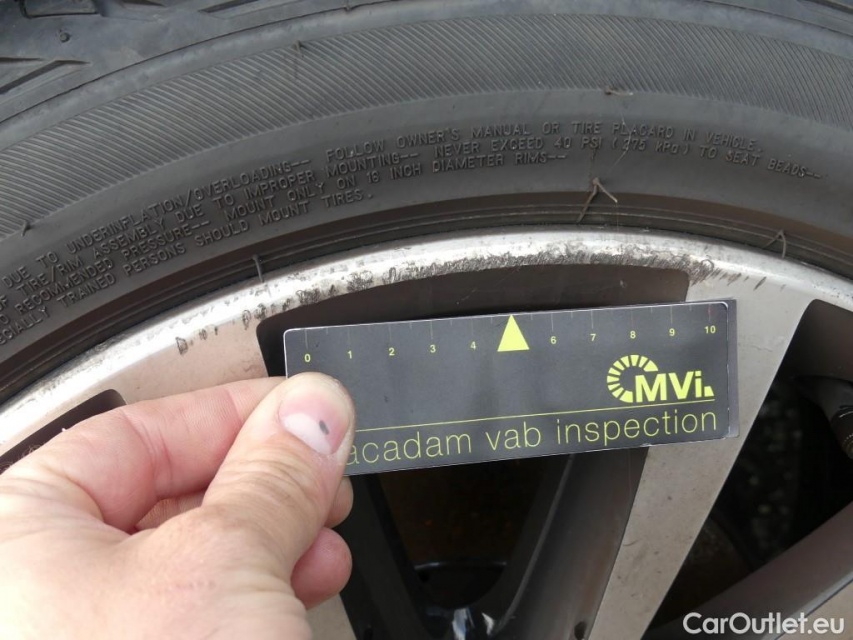 DUE TO UNDERINFLATION/OVERLOADING-- FOLLOW OWNER'S MANUAL OR TIRE PLACARD IN VEHICLE.
OF TIRE/RIM ASSEMBLY DUE TO IMPROPER MOUNTING-- NEVER EXCEED 40 PSI (275 KPa) TO SEAT BEADS--
RECOMMENDED PRESSURE-- MOUNT ONLY ON 18 INCH DIAMETER RIMS--
TRAINED PERSONS SHOULD MOUNT TIRES.
0 1 2 3 4 6 7 8 9 10
MVi.
acadam vab inspection
CarOutlet.eu